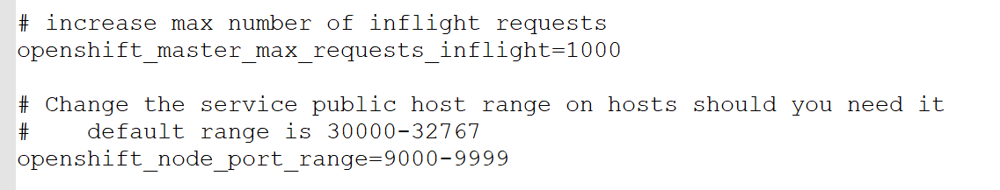 # increase max number of inflight requests
openshift_master_max_requests_inflight=1000
# Change the service public host range on hosts should you need it
#    default range is 30000-32767
openshift_node_port_range=9000-9999